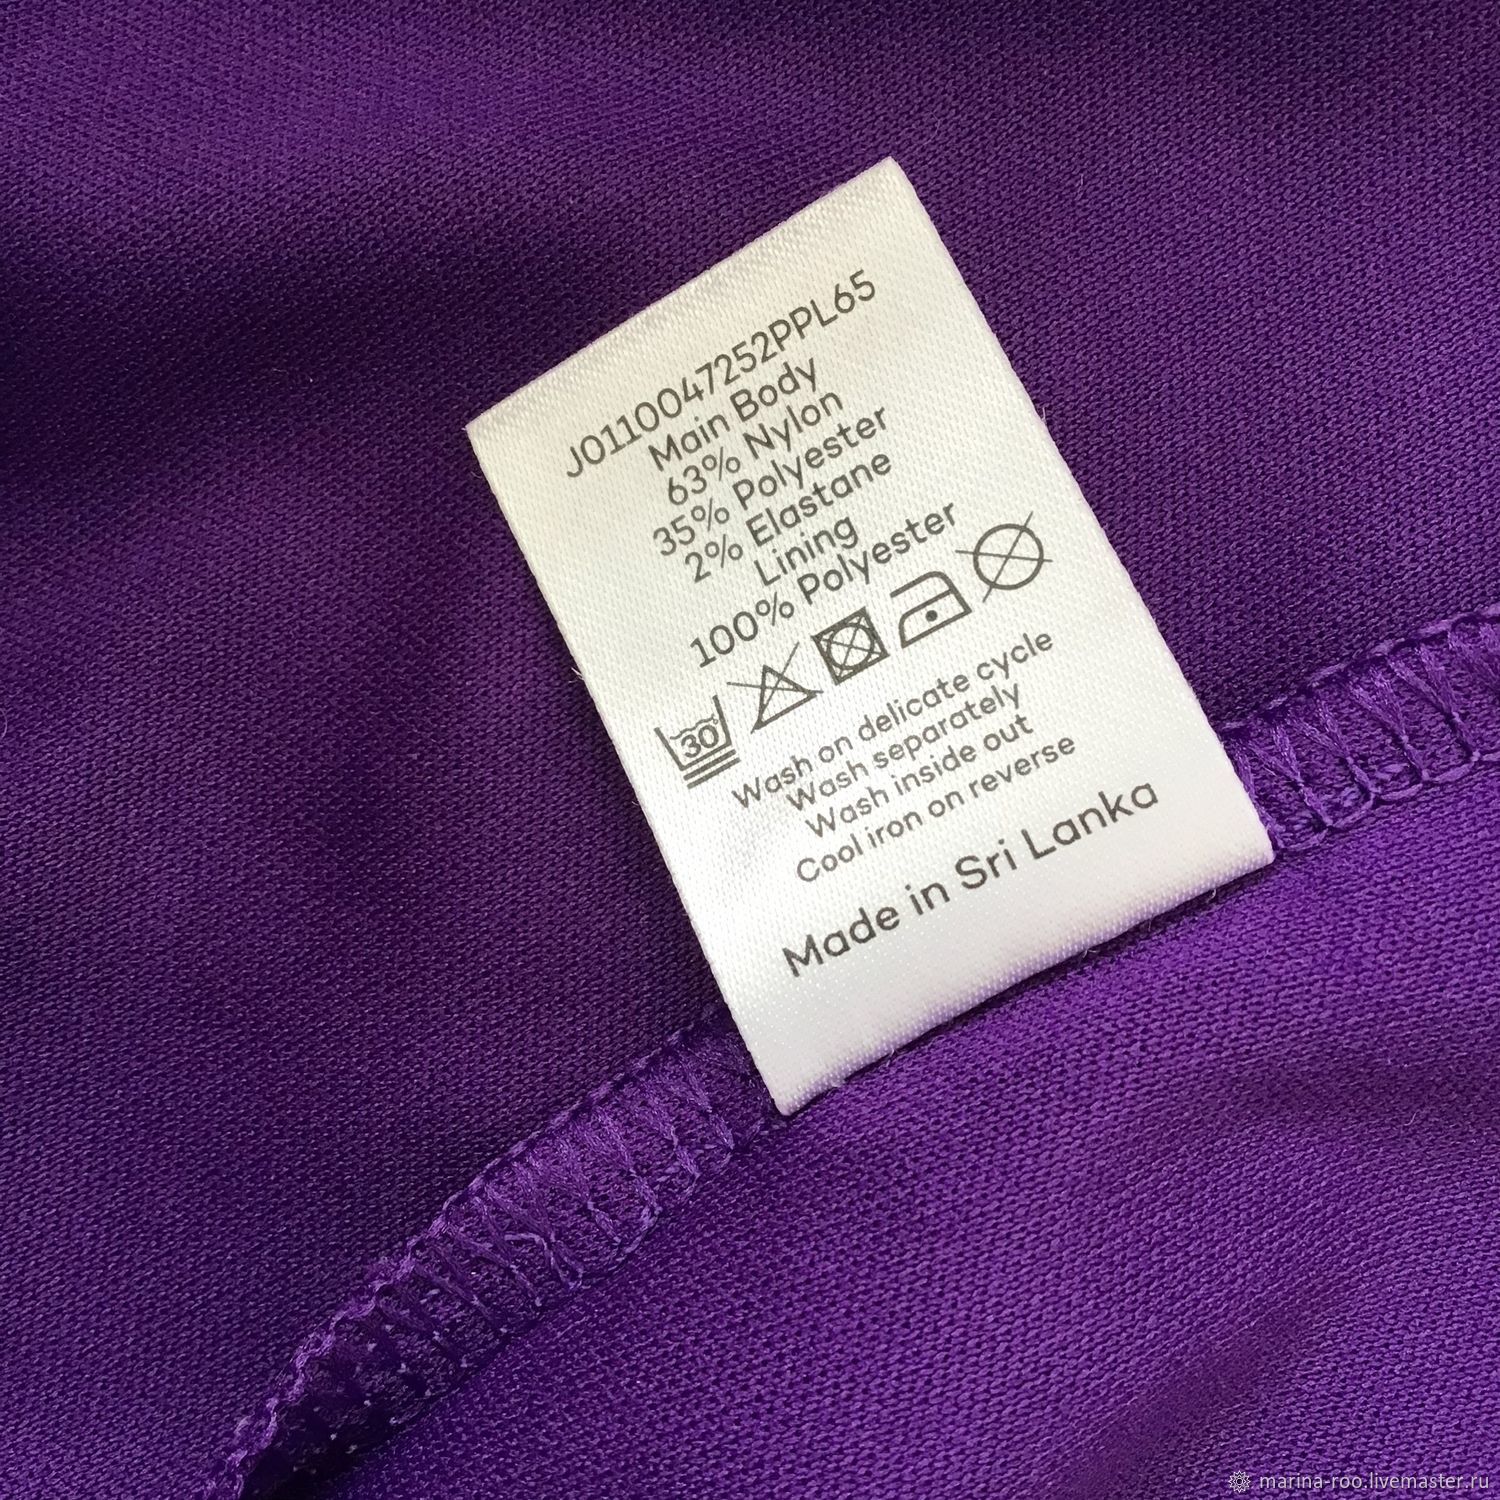 J0110047252PPL65
Main Body
63% Nylon
35% Polyester
2% Elastane
Lining
100% Polyester
30
Wash on delicate cycle
Wash separately
Wash inside out
Cool iron on reverse
Made in Sri Lanka
marina-roo.livemaster.ru